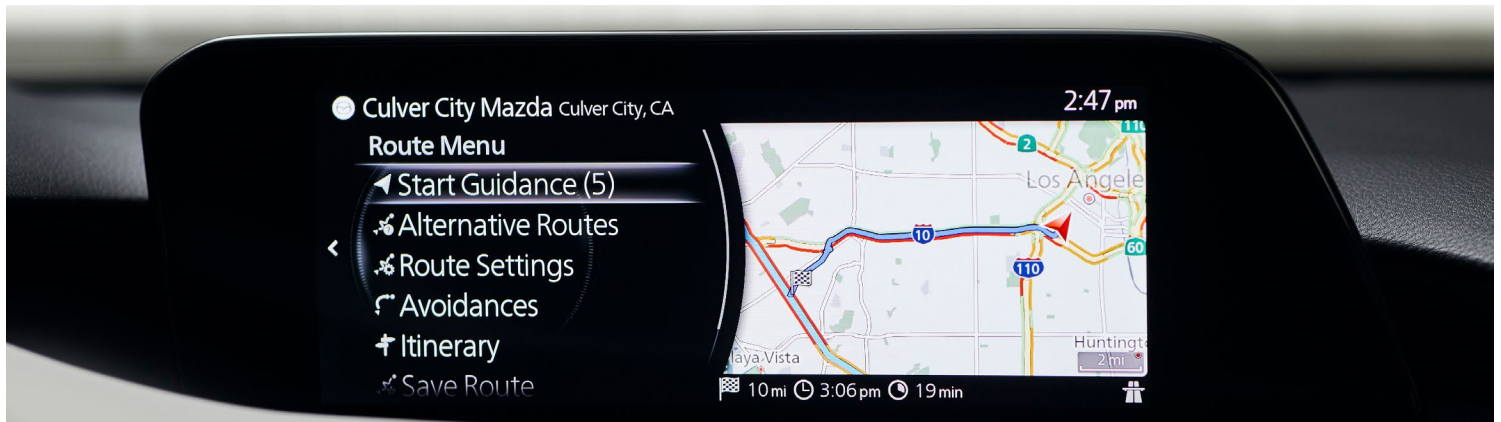 Culver City Mazda Culver City, CA
2:47 pm
Route Menu
Start Guidance (5)
Alternative Routes
Route Settings
Avoidances
Itinerary
Save Route
110
2
Los Angele
10
60
110
Huntingt
2 mi
laya Vista
10 mi 3:06 pm 19 min